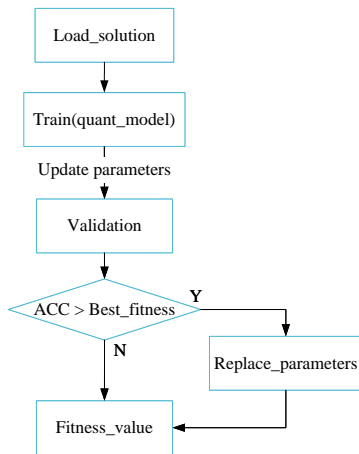 Load_solution
Train(quant_model)
Update parameters
Validation
ACC > Best_fitness
Y
N
Replace_parameters
Fitness_value